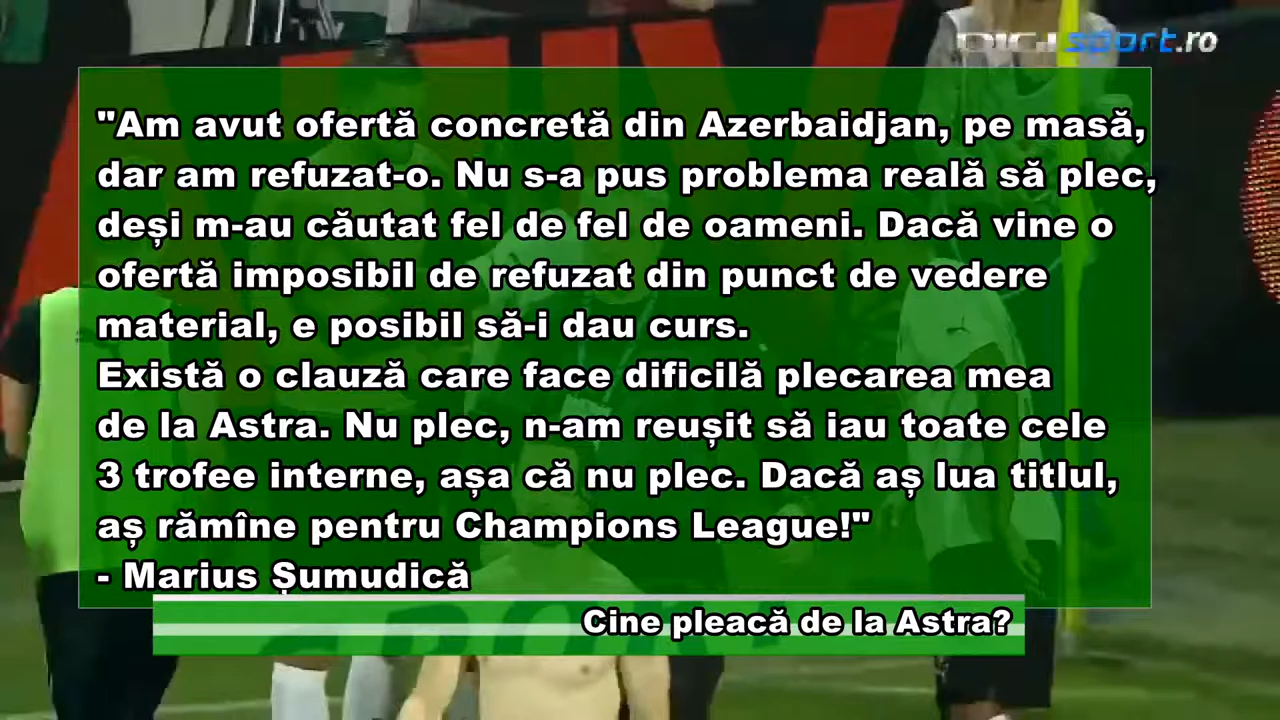 DIGI sport.ro
"Am avut ofertă concretă din Azerbaidjan, pe masă,
dar am refuzat-o. Nu s-a pus problema reală să plec,
deși m-au căutat fel de fel de oameni. Dacă vine o
ofertă imposibil de refuzat din punct de vedere
material, e posibil să-i dau curs.
Există o clauză care face dificilă plecarea mea
de la Astra. Nu plec, n-am reușit să iau toate cele
3 trofee interne, așa că nu plec. Dacă aș lua titlul,
aș rămîne pentru Champions League!"
- Marius Șumudică
Cine pleacă de la Astra?